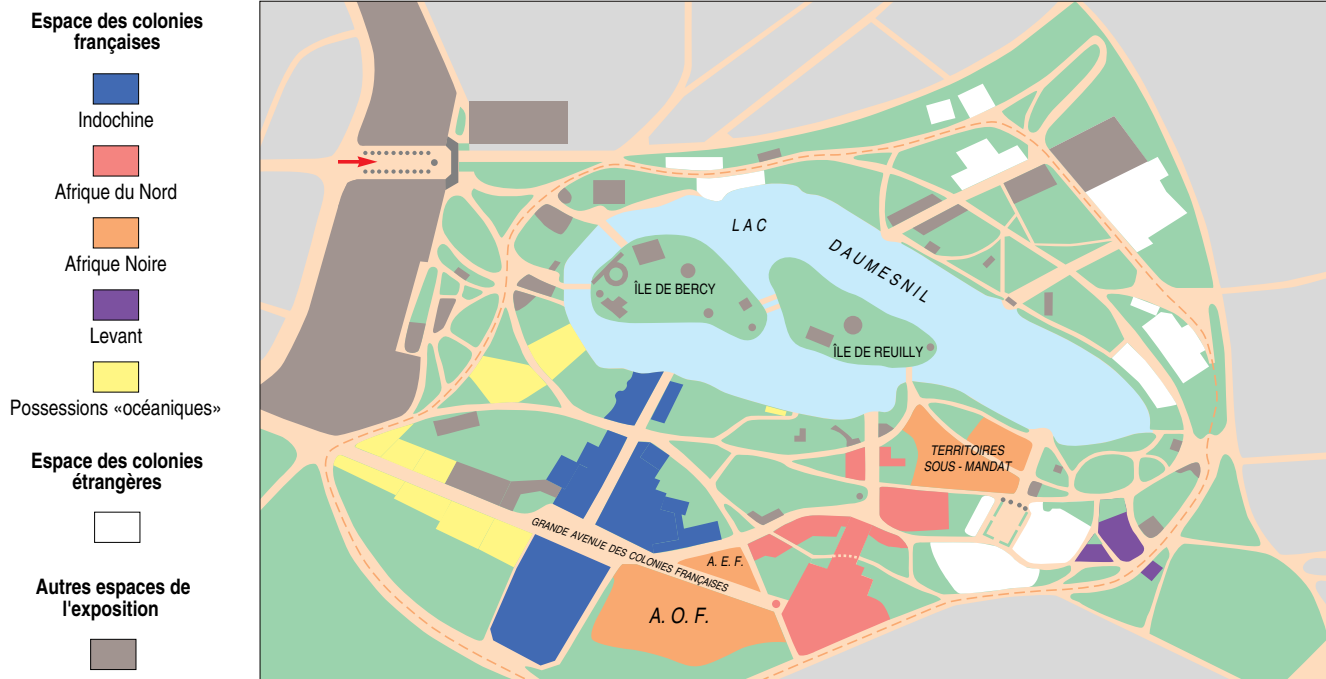 Espace des colonies
françaises
Indochine
Afrique du Nord
Afrique Noire
Levant
Possessions «océaniques»
Espace des colonies
étrangères
Autres espaces de
l'exposition
LAC
DAUMESNIL
ÎLE DE BERCY
ÎLE DE REUILLY
TERRITOIRES
SOUS - MANDAT
GRANDE AVENUE DES COLONIES FRANÇAISES
A. E. F.
A. O. F.